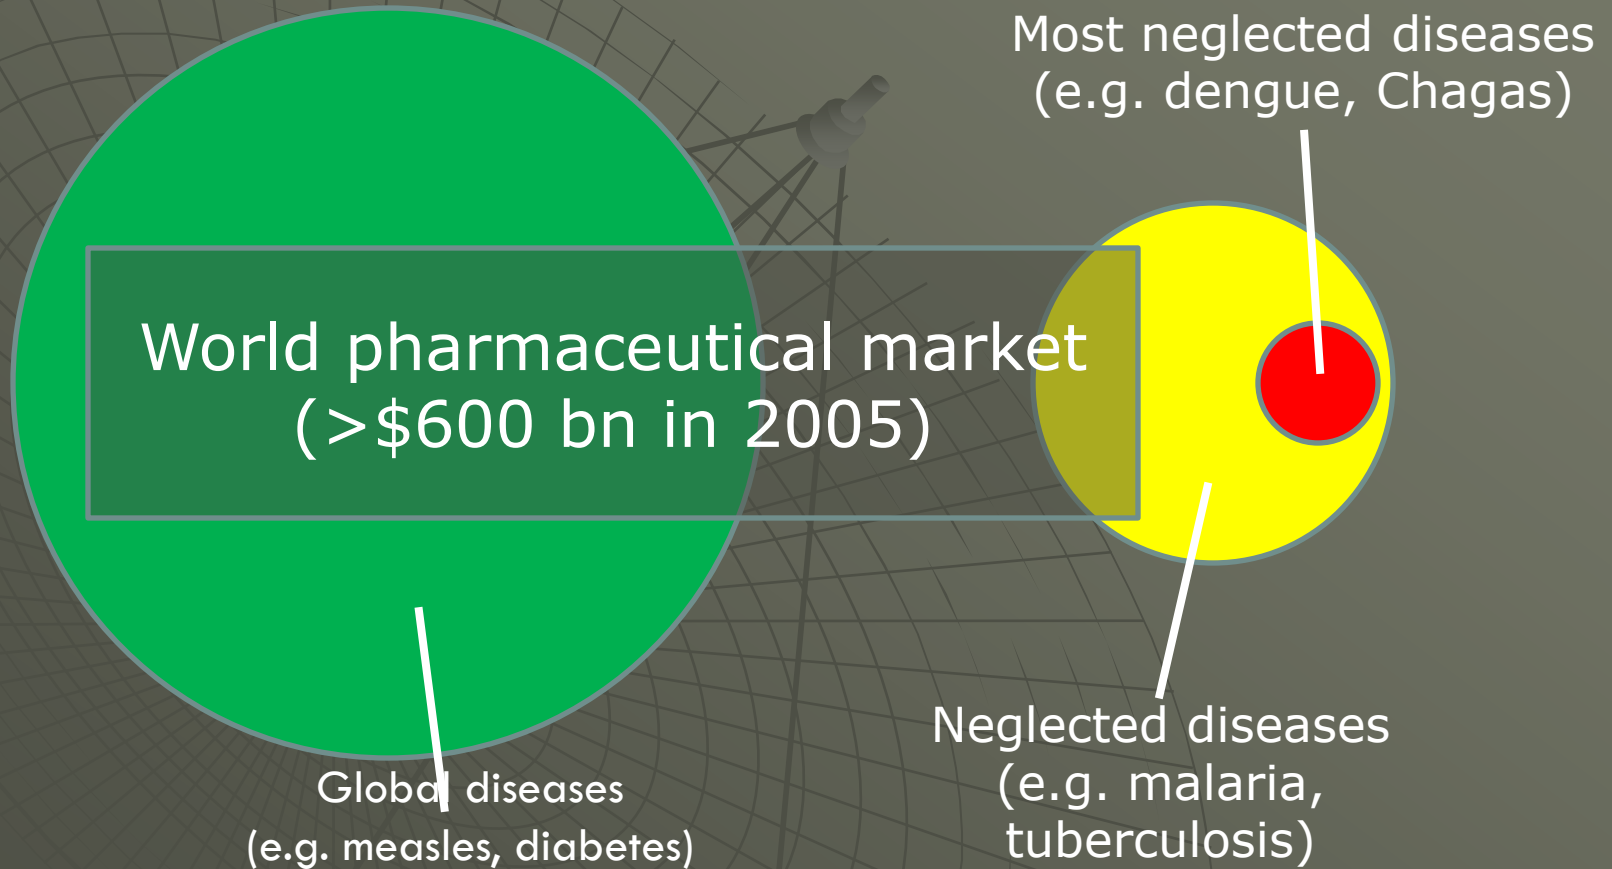 Most neglected diseases
(e.g. dengue, Chagas)
World pharmaceutical market
(>$600 bn in 2005)
Neglected diseases
(e.g. malaria,
tuberculosis)
Global diseases
(e.g. measles, diabetes)